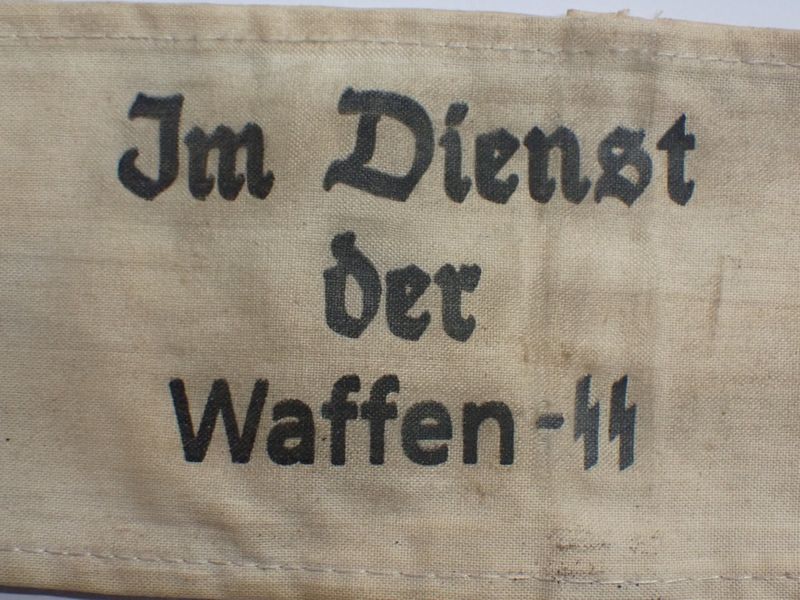 Im Dienst
der
Waffen-SS